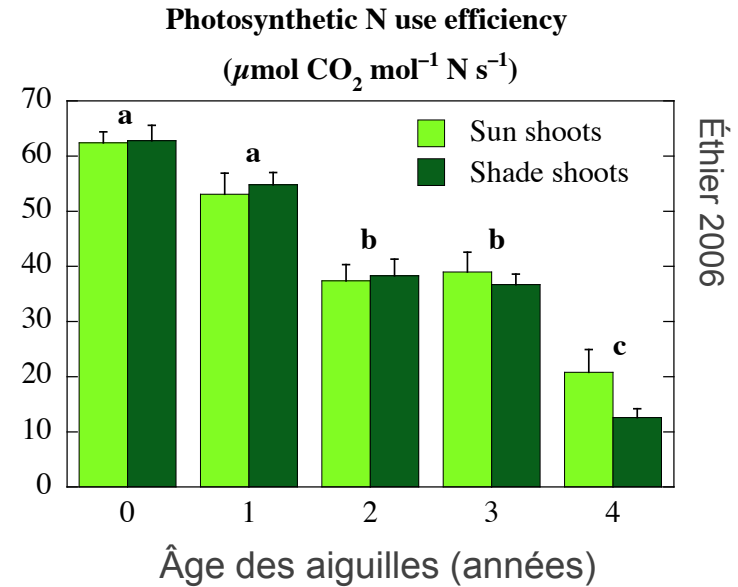 Photosynthetic N use efficiency
(µmol CO₂ mol⁻¹ N s⁻¹)
70
60
50
40
30
20
10
0
a
a
b
b
c
Sun shoots
Shade shoots
0 1 2 3 4
Âge des aiguilles (années)
Éthier 2006